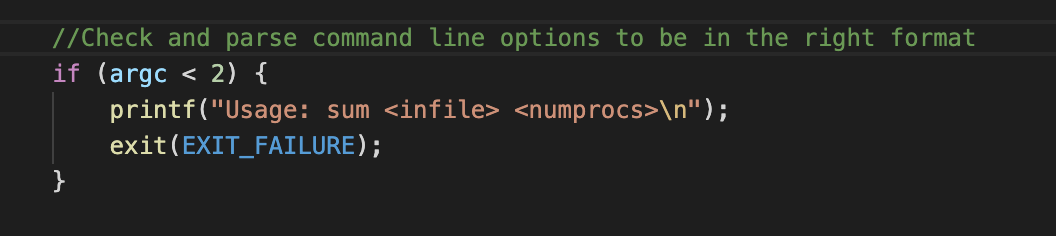 //Check and parse command line options to be in the right format
if (argc < 2) {
    printf("Usage: sum <infile> <numprocs>\n");
    exit(EXIT_FAILURE);
}